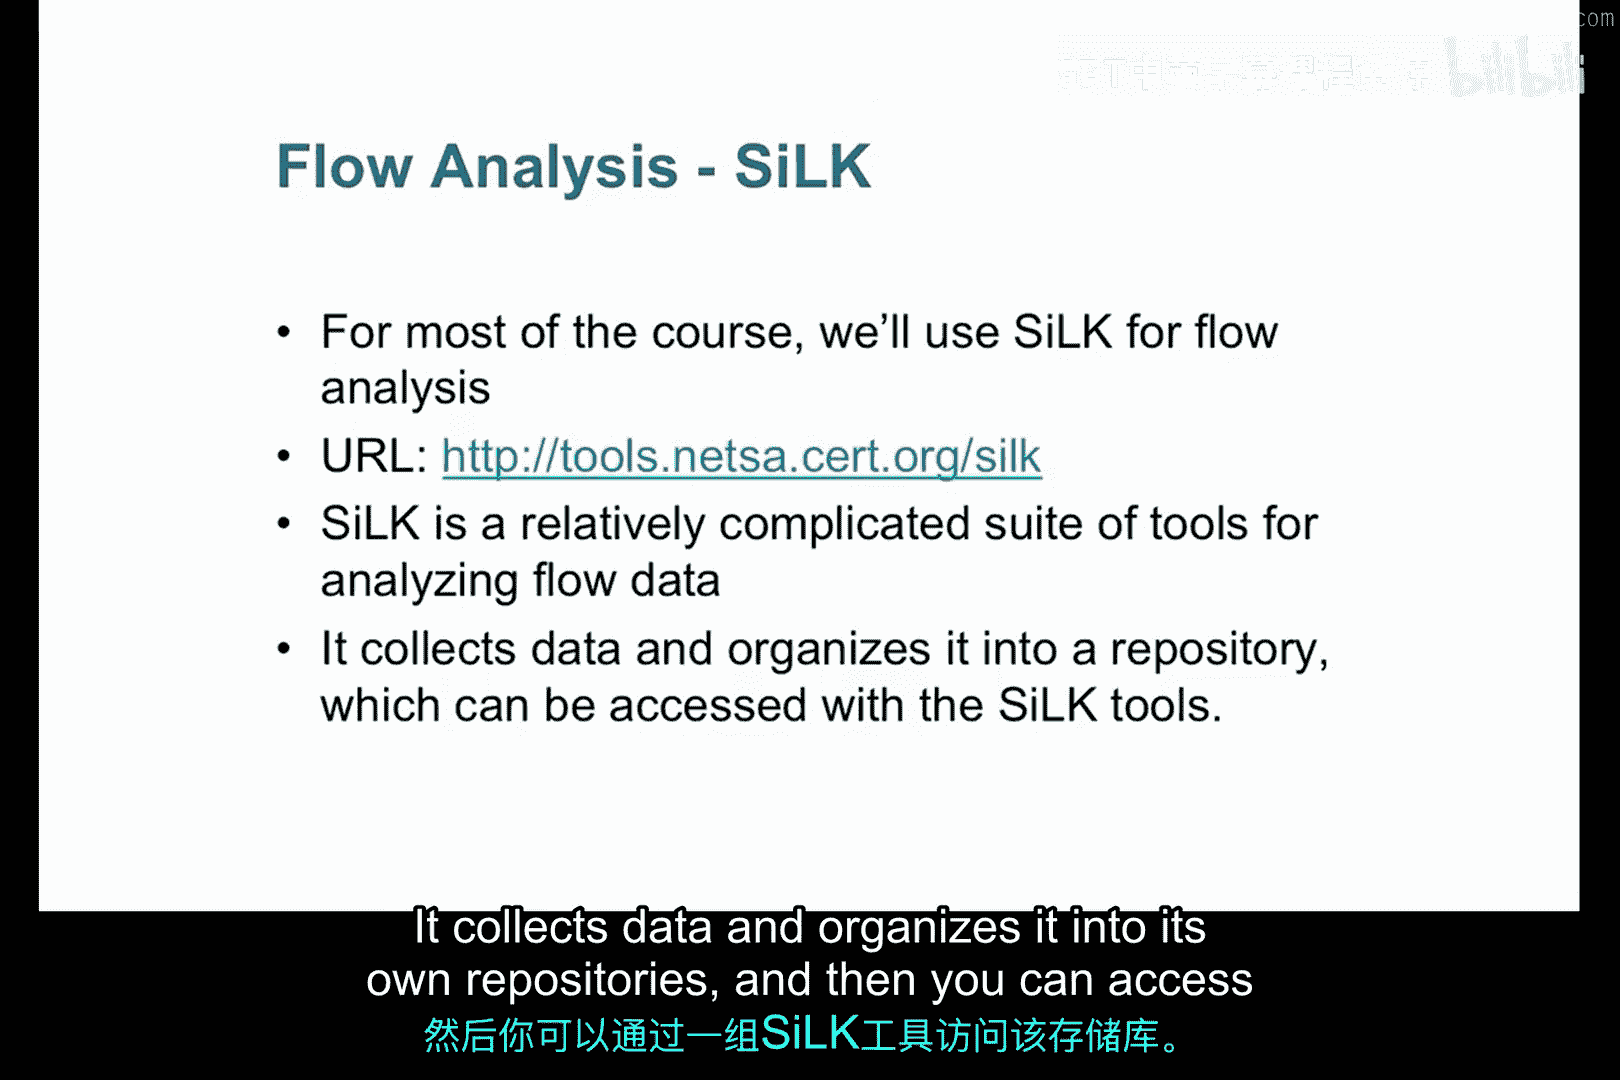 com
bilibili
Flow Analysis - SiLK
• For most of the course, we’ll use SiLK for flow
analysis
• URL: http://tools.netsa.cert.org/silk
• SiLK is a relatively complicated suite of tools for
analyzing flow data
• It collects data and organizes it into a repository,
which can be accessed with the SiLK tools.
It collects data and organizes it into its
own repositories, and then you can access
然后你可以通过一组SiLK工具访问该存储库。